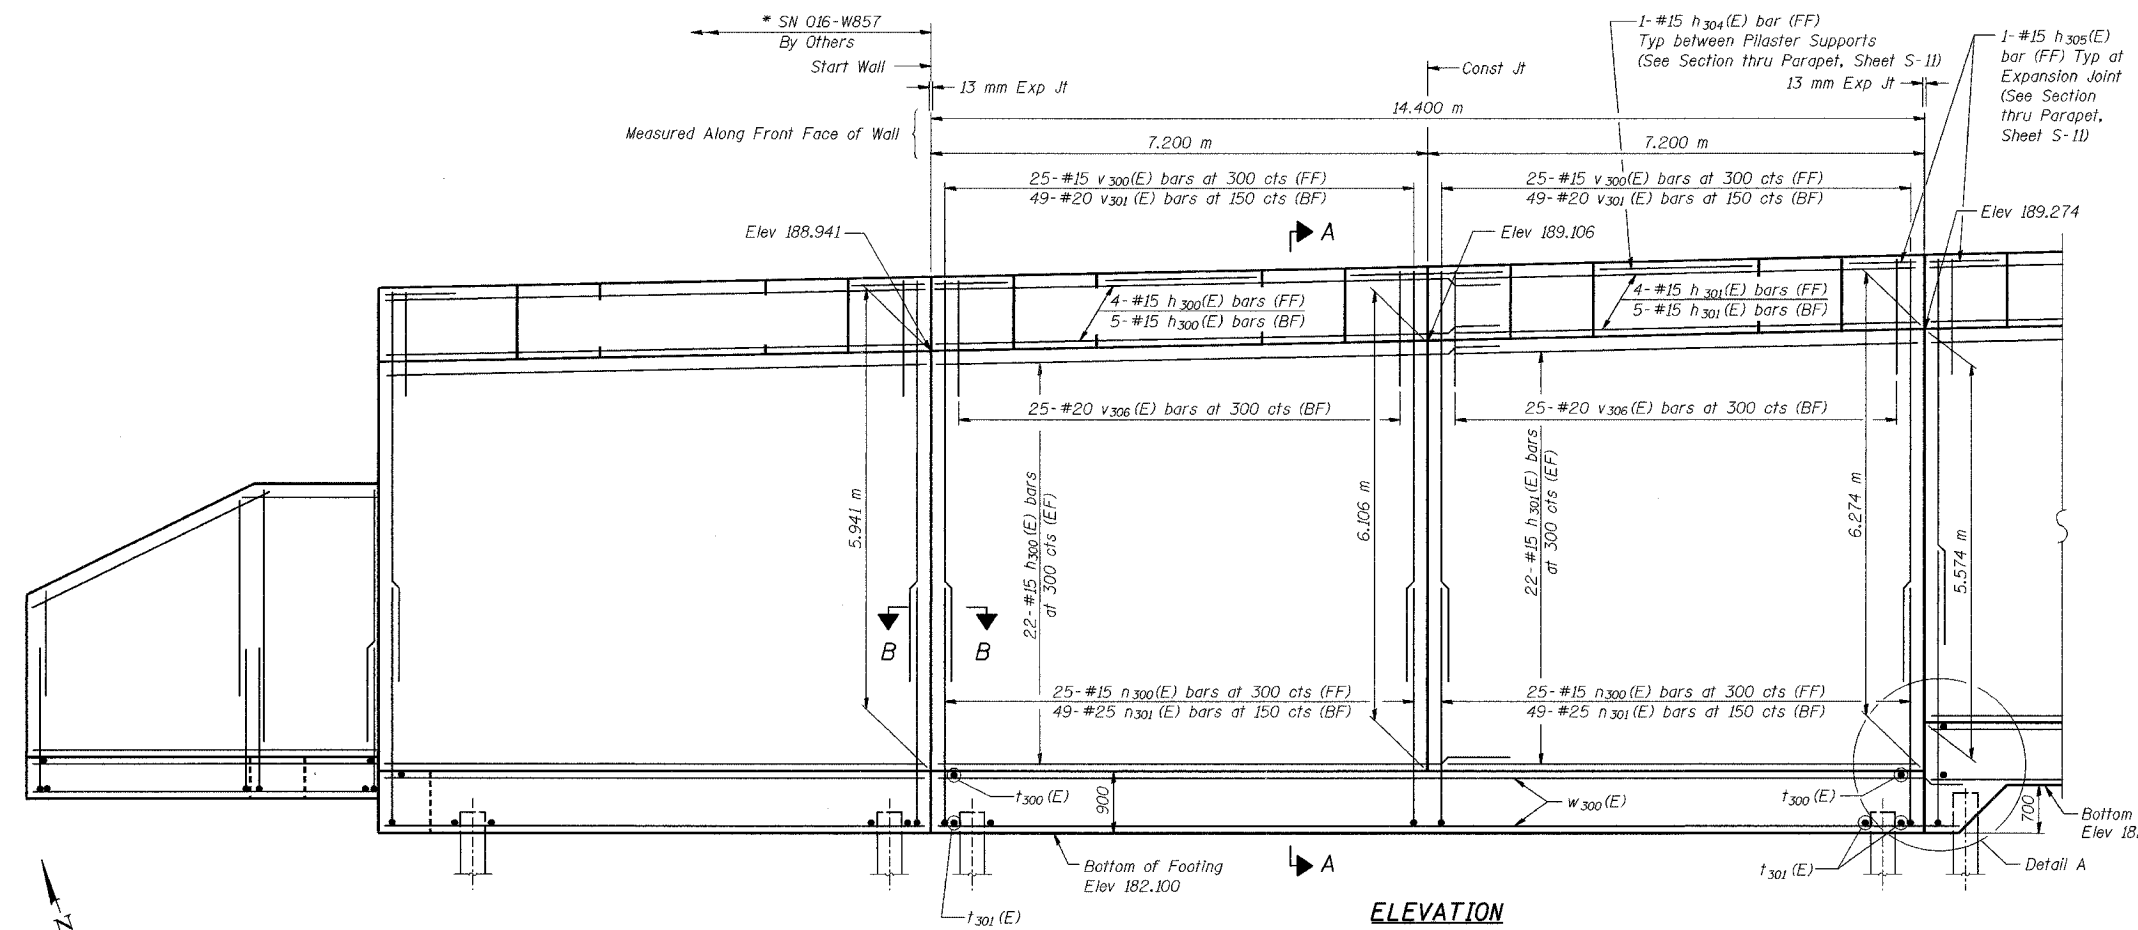 * SN 016-W857
By Others
Start Wall
13 mm Exp Jt
Measured Along Front Face of Wall
Const Jt
14.400 m
7.200 m
7.200 m
1-#15 h304(E) bar (FF)
Typ between Pilaster Supports
(See Section thru Parapet, Sheet S-11)
13 mm Exp Jt
1-#15 h305(E)
bar (FF) Typ at
Expansion Joint
(See Section
thru Parapet,
Sheet S-11)
25-#15 v300(E) bars at 300 cts (FF)
49-#20 v301(E) bars at 150 cts (BF)
25-#15 v300(E) bars at 300 cts (FF)
49-#20 v301(E) bars at 150 cts (BF)
Elev 188.941
A
Elev 189.106
Elev 189.274
4-#15 h300(E) bars (FF)
5-#15 h300(E) bars (BF)
4-#15 h301(E) bars (FF)
5-#15 h301(E) bars (BF)
25-#20 v306(E) bars at 300 cts (BF)
25-#20 v306(E) bars at 300 cts (BF)
5.941 m
22-#15 h300(E) bars
at 300 cts (EF)
6.106 m
22-#15 h301(E) bars
at 300 cts (EF)
6.274 m
5.574 m
B
B
25-#15 n300(E) bars at 300 cts (FF)
49-#25 n301(E) bars at 150 cts (BF)
25-#15 n300(E) bars at 300 cts (FF)
49-#25 n301(E) bars at 150 cts (BF)
t300(E)
900
w300(E)
t300(E)
700
Bottom
Elev 18
Bottom of Footing
Elev 182.100
A
t301(E)
Detail A
t301(E)
N
ELEVATION